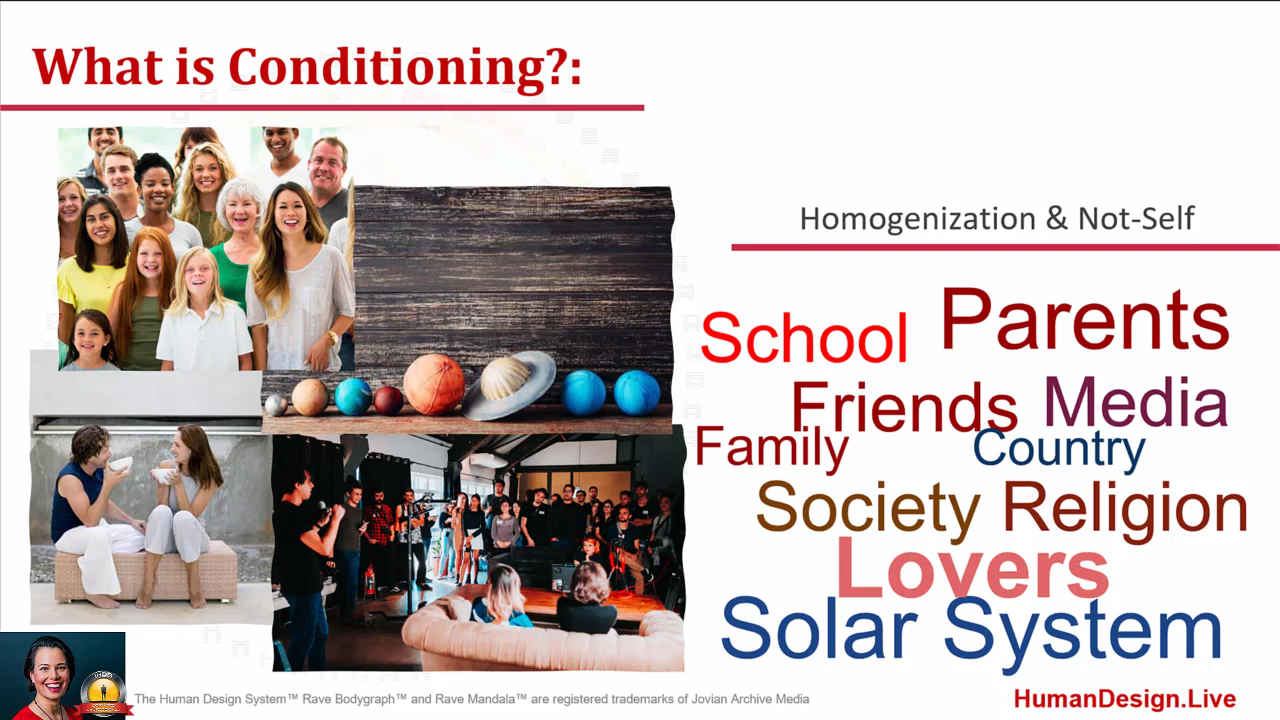 What is Conditioning?:
Homogenization & Not-Self
School Parents
Friends Media
Family Country
Society Religion
Lovers
Solar System
The Human Design System™ Rave Bodygraph™ and Rave Mandala™ are registered trademarks of Jovian Archive Media
HumanDesign.Live